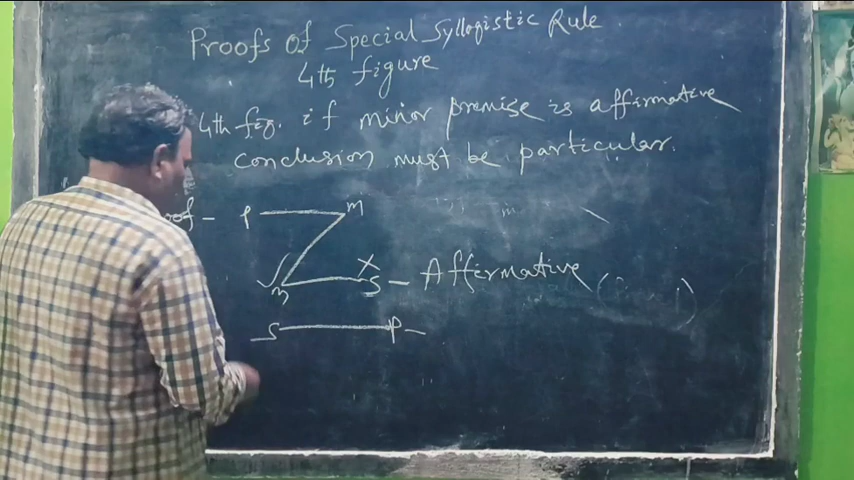 Proofs of Special Syllogistic Rule
4th figure
4th fig. if minor premise is affirmative
conclusion must be particular.
P M
M X S - Affirmative
S P -